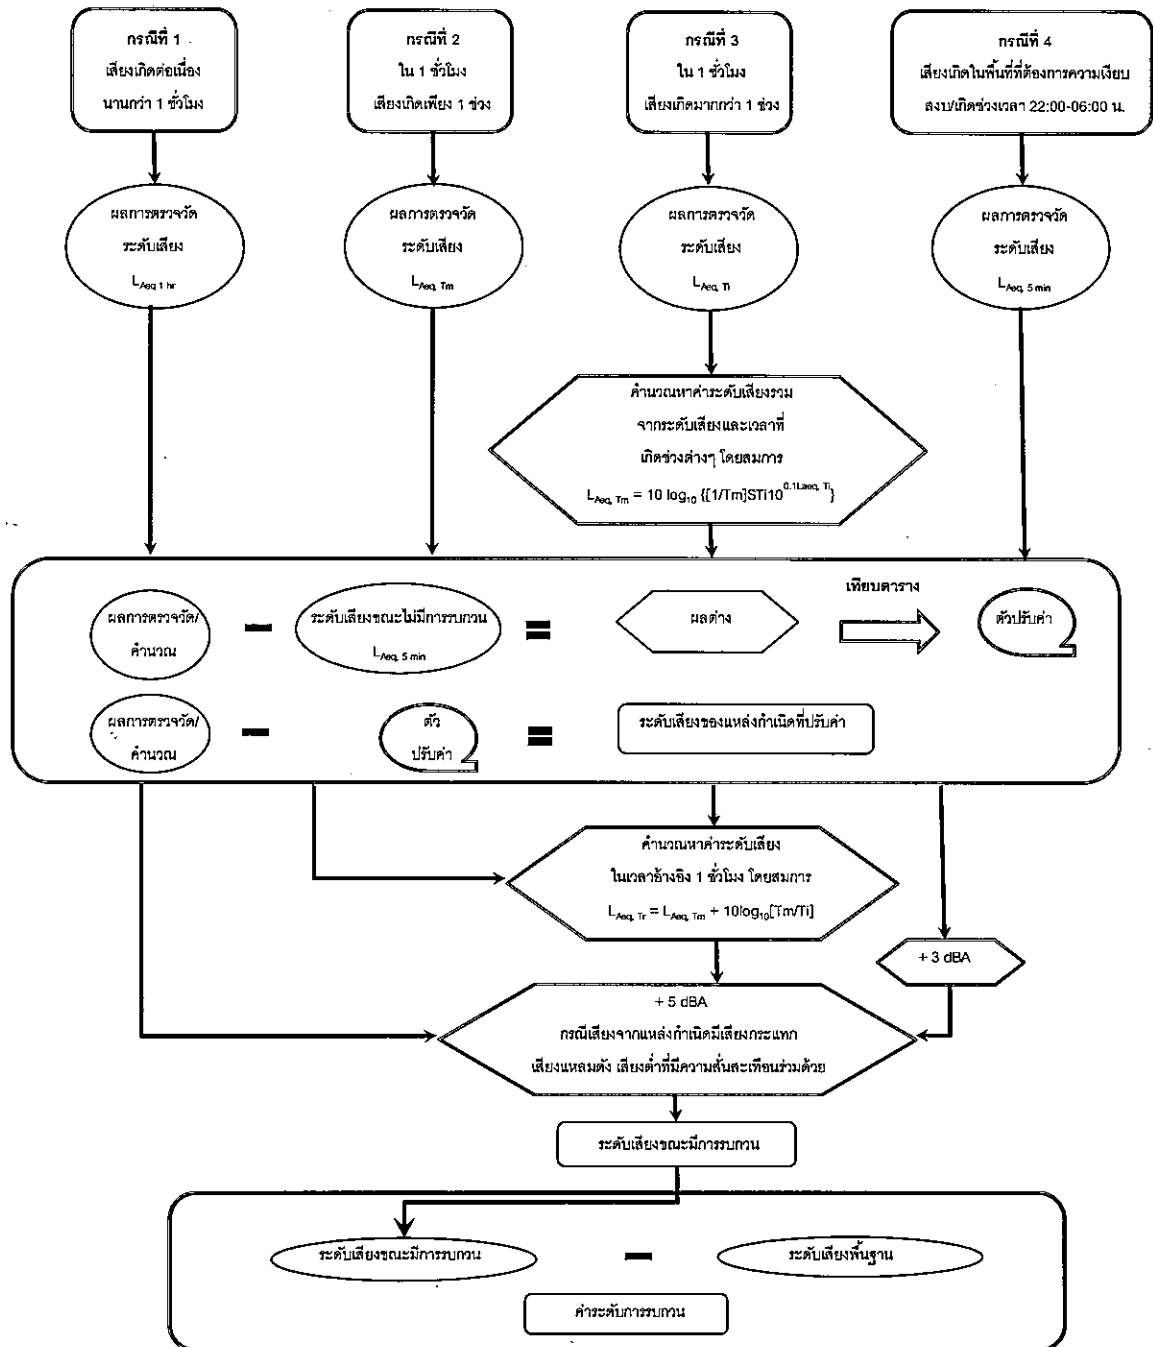 กรณีที่ 1
เสียงเกิดต่อเนื่อง
นานกว่า 1 ชั่วโมง
กรณีที่ 2
ใน 1 ชั่วโมง
เสียงเกิดเพียง 1 ช่วง
กรณีที่ 3
ใน 1 ชั่วโมง
เสียงเกิดมากกว่า 1 ช่วง
กรณีที่ 4
เสียงเกิดในพื้นที่ที่ต้องการความเงียบ
สงบ/เกิดช่วงเวลา 22:00-06:00 น.
ผลการตรวจวัด
ระดับเสียง
LAeq 1 hr
ผลการตรวจวัด
ระดับเสียง
LAeq, Tm
ผลการตรวจวัด
ระดับเสียง
LAeq, Ti
ผลการตรวจวัด
ระดับเสียง
LAeq, 5 min
คำนวณหาค่าระดับเสียงรวม
จากระดับเสียงและเวลาที่
เกิดช่วงต่างๆ โดยสมการ
LAeq, Tm = 10 log10 {[1/Tm]STi10^0.1Laeq, Ti}
ผลการตรวจวัด/
คำนวณ
−
ระดับเสียงขณะไม่มีการรบกวน
LAeq, 5 min
=
ผลต่าง
เทียบตาราง
ตัวปรับค่า
ผลการตรวจวัด/
คำนวณ
−
ตัว
ปรับค่า
=
ระดับเสียงของแหล่งกำเนิดที่ปรับค่า
คำนวณหาค่าระดับเสียง
ในเวลาอ้างอิง 1 ชั่วโมง โดยสมการ
LAeq, Tr = LAeq, Tm + 10log10[Tm/Ti]
+ 3 dBA
+ 5 dBA
กรณีเสียงจากแหล่งกำเนิดมีเสียงกระแทก
เสียงแหลมดัง เสียงต่ำที่มีความสั่นสะเทือนร่วมด้วย
ระดับเสียงขณะมีการรบกวน
ระดับเสียงขณะมีการรบกวน
−
ระดับเสียงพื้นฐาน
ค่าระดับการรบกวน